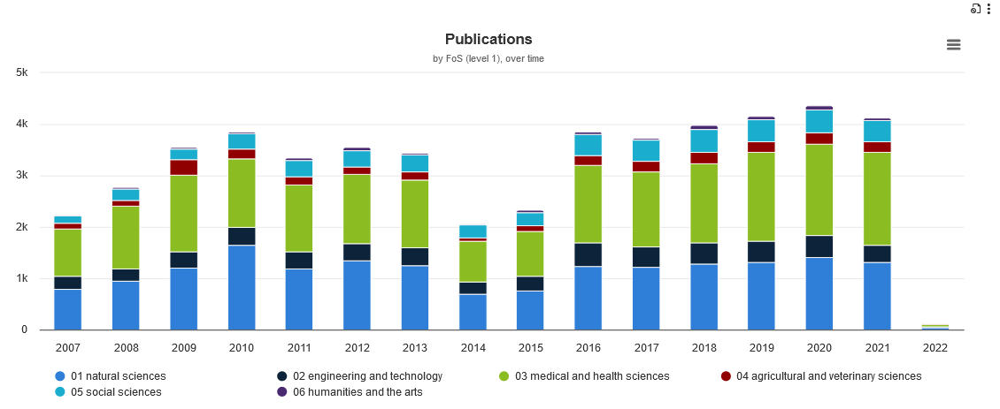 Publications
by FoS (level 1), over time
5k
4k
3k
2k
1k
0
2007 2008 2009 2010 2011 2012 2013 2014 2015 2016 2017 2018 2019 2020 2021 2022
01 natural sciences 02 engineering and technology 03 medical and health sciences 04 agricultural and veterinary sciences
05 social sciences 06 humanities and the arts